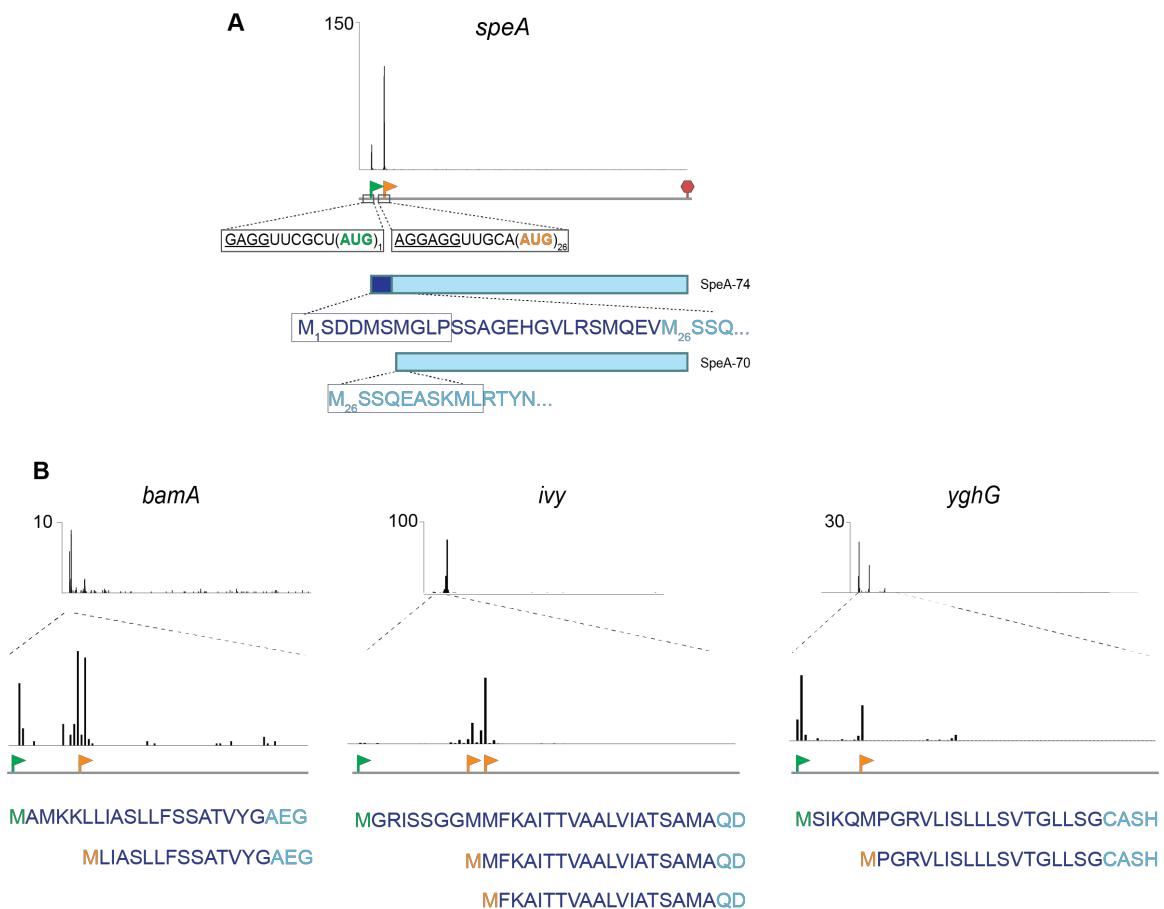 A
150
speA
GAGGUUCGCU(AUG)1
AGGAGGUUGCA(AUG)26
SpeA-74
M1SDDMSMGLPSSAGEHGVLRSMQEVM26SSQ...
SpeA-70
M26SSQEASKMLRTYN...
B
bamA
ivy
yghG
10
100
30
MAMKKLLIASLLFSSATVYGAEG
MGRISSGGMMFKAITTVAALVIATSAMAQD
MSIKQMPGRVLISLLLSVTGLLSGCASH
MLIASLLFSSATVYGAEG
MMFKAITTVAALVIATSAMAQD
MPGRVLISLLLSVTGLLSGCASH
MFKAITTVAALVIATSAMAQD